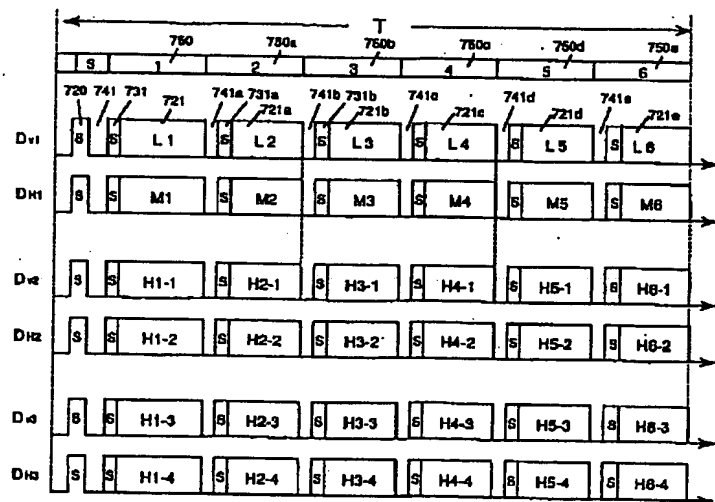 T
750 750a 750b 750c 750d 750e
S 1 2 3 4 5 6
720 741 731 721 741a 731a 721a 741b 731b 721b 741c 721c 741d 721d 741e 721e
Dv1 S S L1 S L2 S L3 S L4 S L5 S L6
DH1 S S M1 S M2 S M3 S M4 S M5 S M6
Dv2 S S H1-1 S H2-1 S H3-1 S H4-1 S H5-1 S H6-1
DH2 S S H1-2 S H2-2 S H3-2 S H4-2 S H5-2 S H6-2
Dv3 S S H1-3 S H2-3 S H3-3 S H4-3 S H5-3 S H6-3
DH3 S S H1-4 S H2-4 S H3-4 S H4-4 S H5-4 S H6-4